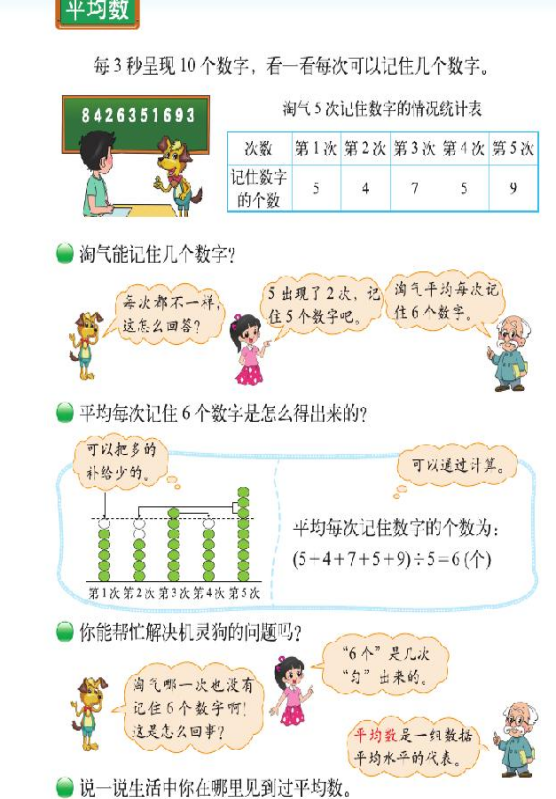 平均数
每3秒呈现10个数字，看一看每次可以记住几个数字。
8426351693
淘气5次记住数字的情况统计表
次数 第1次 第2次 第3次 第4次 第5次
记住数字
的个数 5 4 7 5 9
淘气能记住几个数字？
每次都不一样，
这怎么回答？
5出现了2次，记
住5个数字吧。
淘气平均每次记
住6个数字。
平均每次记住6个数字是怎么得出来的？
可以把多的
补给少的。
可以通过计算。
平均每次记住数字的个数为：
(5+4+7+5+9)÷5=6(个)
第1次 第2次 第3次 第4次 第5次
你能帮忙解决机灵狗的问题吗？
淘气哪一次也没有
记住6个数字啊！
这是怎么回事？
“6个”是几次
“匀”出来的。
平均数是一组数据
平均水平的代表。
说一说生活中你在哪里见到过平均数。